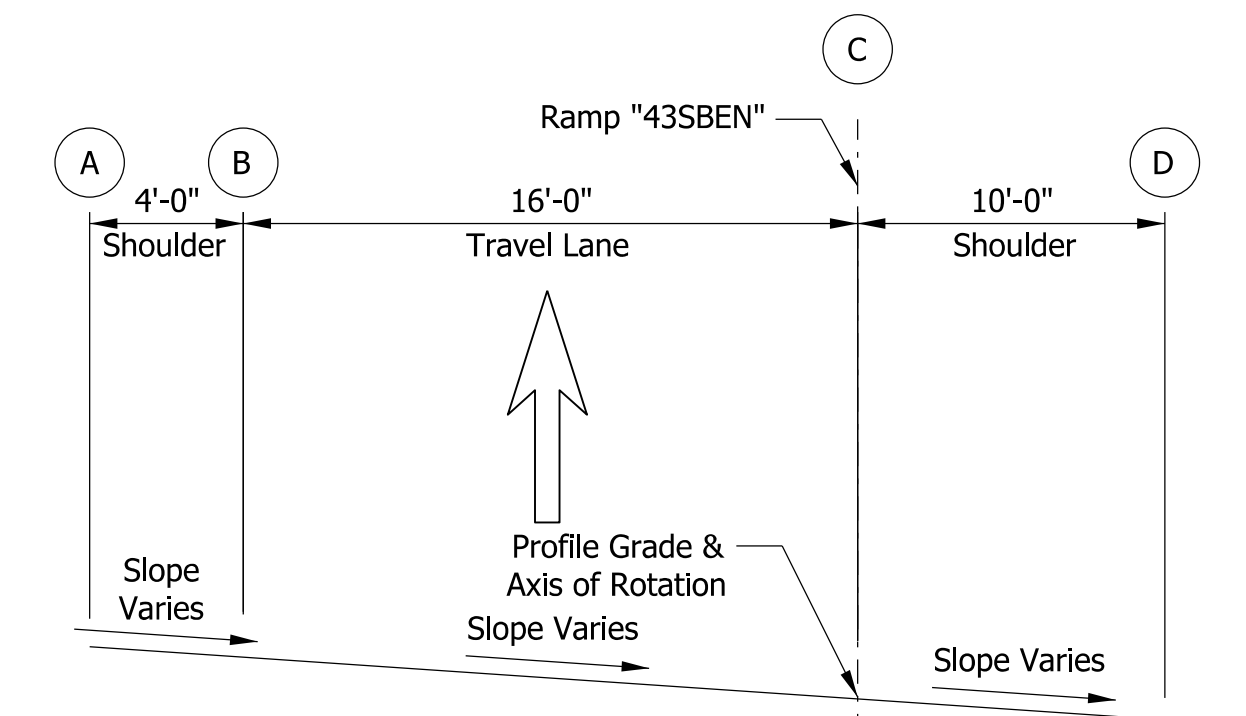 C
Ramp "43SBEN"
A
B
D
4'-0"
16'-0"
10'-0"
Shoulder
Travel Lane
Shoulder
Profile Grade &
Axis of Rotation
Slope
Varies
Slope Varies
Slope Varies